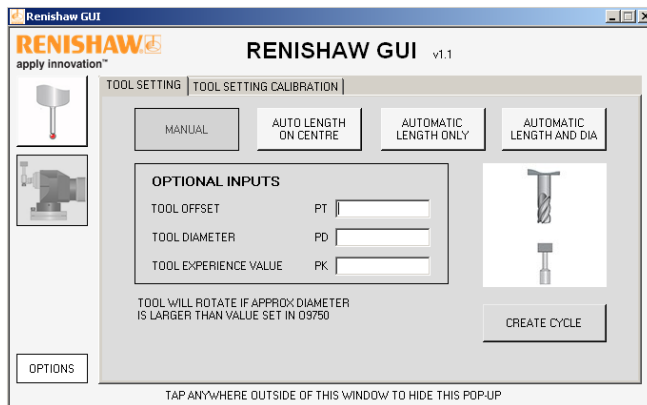 Renishaw GUI
RENISHAW
apply innovation™
RENISHAW GUI v1.1
TOOL SETTING
TOOL SETTING CALIBRATION
MANUAL
AUTO LENGTH
ON CENTRE
AUTOMATIC
LENGTH ONLY
AUTOMATIC
LENGTH AND DIA
OPTIONAL INPUTS
TOOL OFFSET PT
TOOL DIAMETER PD
TOOL EXPERIENCE VALUE PK
TOOL WILL ROTATE IF APPROX DIAMETER
IS LARGER THAN VALUE SET IN O9750
CREATE CYCLE
OPTIONS
TAP ANYWHERE OUTSIDE OF THIS WINDOW TO HIDE THIS POP-UP